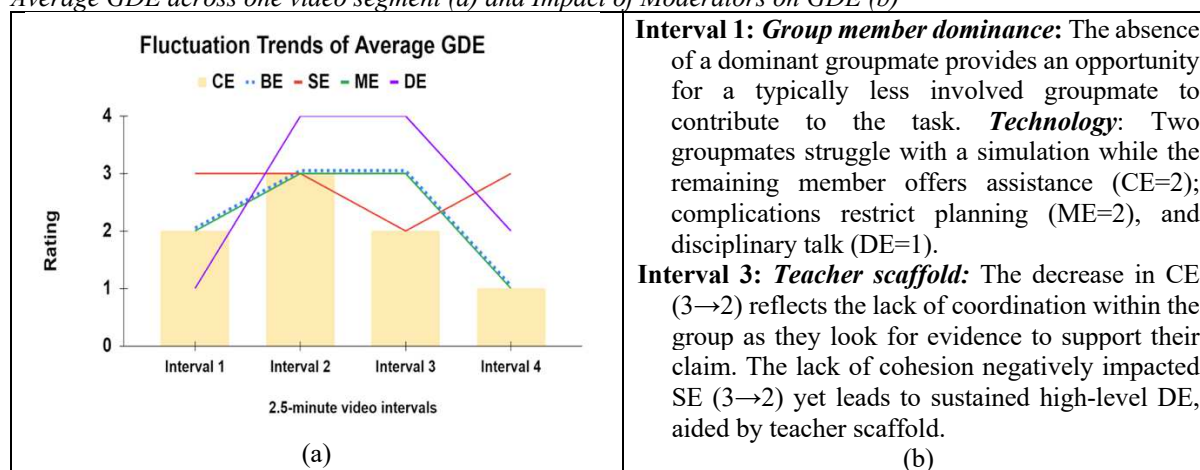 Average GDE across one video segment (a) and Impact of Moderators on GDE (b)
Fluctuation Trends of Average GDE
CE BE SE ME DE
4
3
2
1
0
Rating
Interval 1 Interval 2 Interval 3 Interval 4
2.5-minute video intervals
(a)
Interval 1: Group member dominance: The absence
of a dominant groupmate provides an opportunity
for a typically less involved groupmate to
contribute to the task. Technology: Two
groupmates struggle with a simulation while the
remaining member offers assistance (CE=2);
complications restrict planning (ME=2), and
disciplinary talk (DE=1).
Interval 3: Teacher scaffold: The decrease in CE
(3→2) reflects the lack of coordination within the
group as they look for evidence to support their
claim. The lack of cohesion negatively impacted
SE (3→2) yet leads to sustained high-level DE,
aided by teacher scaffold.
(b)